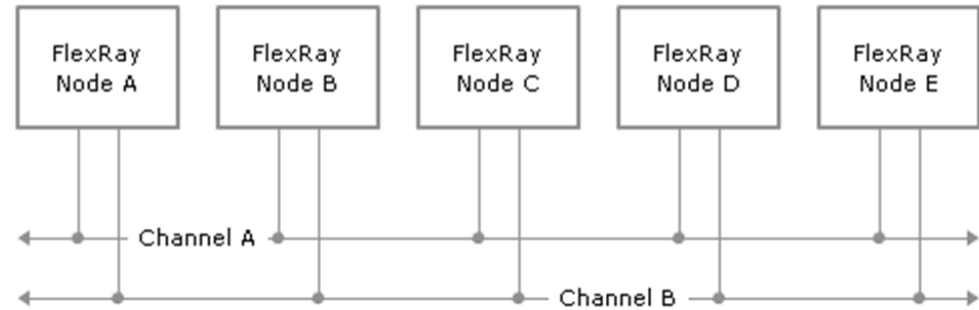 FlexRay
Node A
FlexRay
Node B
FlexRay
Node C
FlexRay
Node D
FlexRay
Node E
Channel A
Channel B